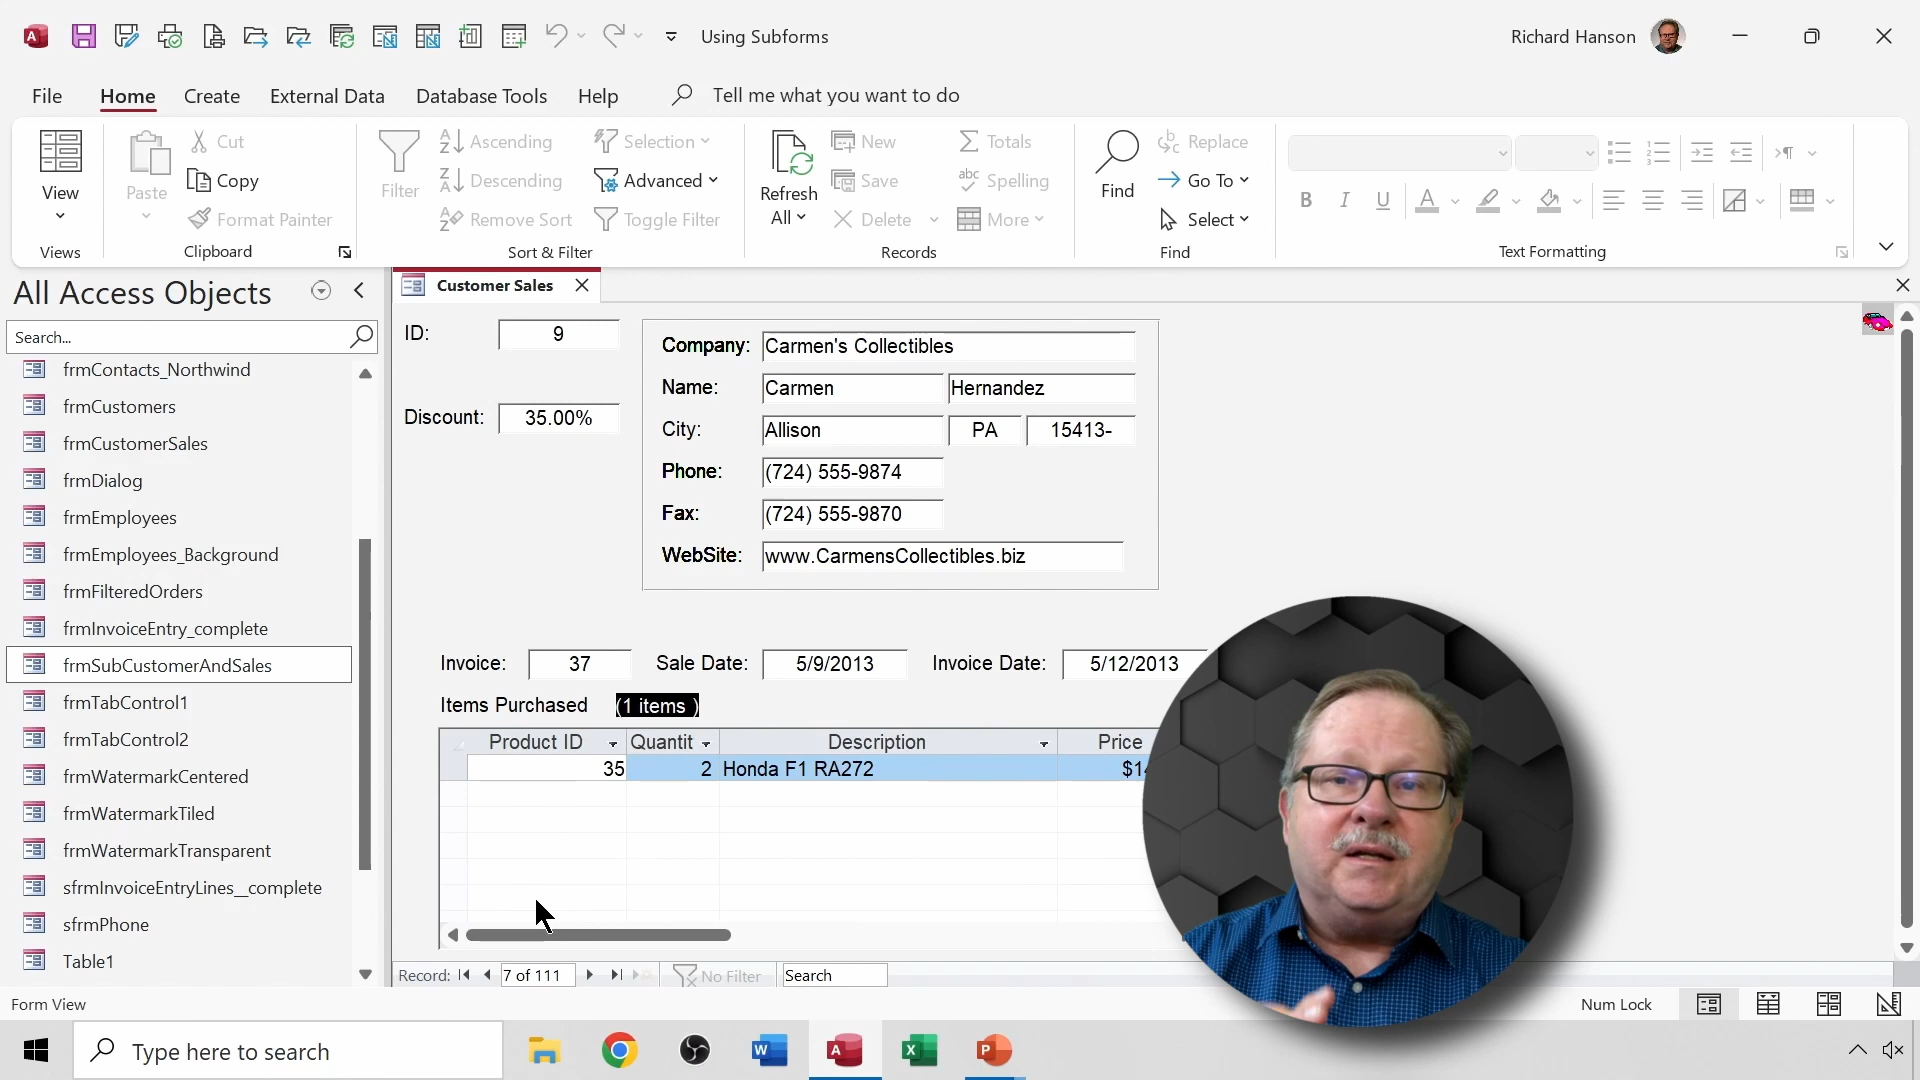 Using Subforms
Richard Hanson
File Home Create External Data Database Tools Help Tell me what you want to do
View
Views
Paste
Cut
Copy
Format Painter
Clipboard
Filter
Ascending
Descending
Remove Sort
Selection
Advanced
Toggle Filter
Sort & Filter
Refresh
All
New
Save
Delete
Totals
Spelling
More
Records
Find
Replace
Go To
Select
Find
B I U A
Text Formatting
All Access Objects
Search...
frmContacts_Northwind
frmCustomers
frmCustomerSales
frmDialog
frmEmployees
frmEmployees_Background
frmFilteredOrders
frmInvoiceEntry_complete
frmSubCustomerAndSales
frmTabControl1
frmTabControl2
frmWatermarkCentered
frmWatermarkTiled
frmWatermarkTransparent
sfrmInvoiceEntryLines__complete
sfrmPhone
Table1
Customer Sales
ID: 9
Discount: 35.00%
Company: Carmen's Collectibles
Name: Carmen Hernandez
City: Allison PA 15413-
Phone: (724) 555-9874
Fax: (724) 555-9870
WebSite: www.CarmensCollectibles.biz
Invoice: 37 Sale Date: 5/9/2013 Invoice Date: 5/12/2013
Items Purchased (1 items )
Product ID Quantit Description Price
35 2 Honda F1 RA272 $14
Record: 7 of 111 No Filter Search
Form View
Num Lock
Type here to search